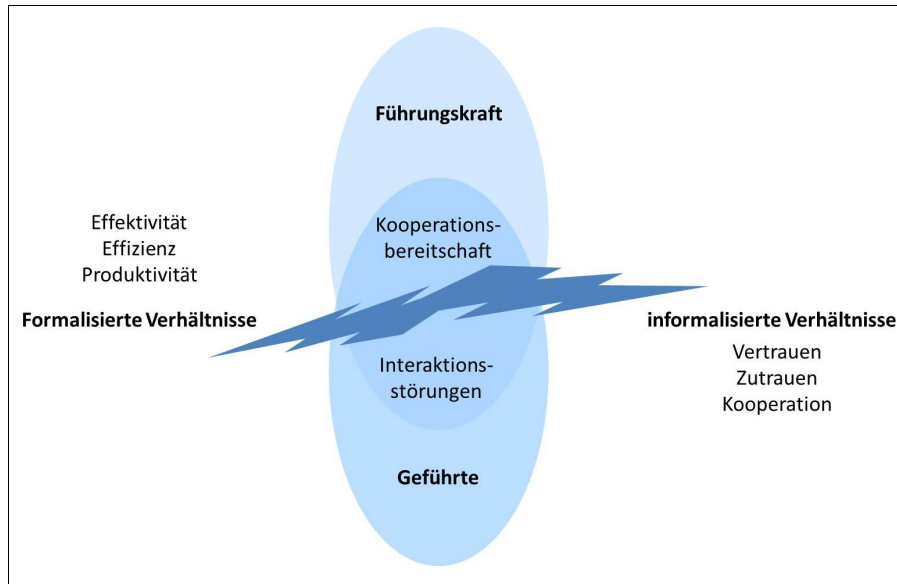 Führungskraft
Kooperations-
bereitschaft
Effektivität
Effizienz
Produktivität
Formalisierte Verhältnisse
informalisierte Verhältnisse
Vertrauen
Zutrauen
Kooperation
Interaktions-
störungen
Geführte